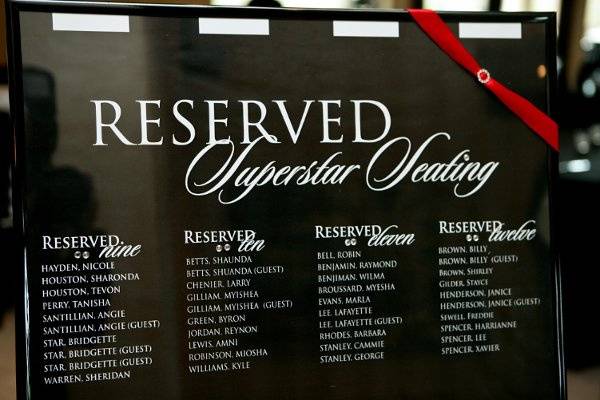 RESERVED
Superstar Seating
RESERVED nine
HAYDEN, NICOLE
HOUSTON, SHARONDA
HOUSTON, TEVON
PERRY, TANISHA
SANTILLIAN, ANGIE
SANTILLIAN, ANGIE (GUEST)
STAR, BRIDGETTE
STAR, BRIDGETTE (GUEST)
STAR, BRIDGETTE (GUEST)
WARREN, SHERIDAN
RESERVED ten
BETTS, SHAUNDA
BETTS, SHAUNDA (GUEST)
CHENIER, LARRY
GILLIAM, MYISHEA
GILLIAM, MYISHEA (GUEST)
GREEN, BYRON
JORDAN, REYNON
LEWIS, AMNI
ROBINSON, MIOSHA
WILLIAMS, KYLE
RESERVED eleven
BELL, ROBIN
BENJAMIN, RAYMOND
BENJIMAN, WILMA
BROUSSARD, MYESHA
EVANS, MARLA
LEE, LAFAYETTE
LEE, LAFAYETTE (GUEST)
RHODES, BARBARA
STANLEY, CAMMIE
STANLEY, GEORGE
RESERVED twelve
BROWN, BILLY
BROWN, BILLY (GUEST)
BROWN, SHIRLEY
GILDER, STAYCE
HENDERSON, JANICE
HENDERSON, JANICE (GUEST)
SEWELL, FREDDIE
SPENCER, HARRIANNE
SPENCER, LEE
SPENCER, XAVIER